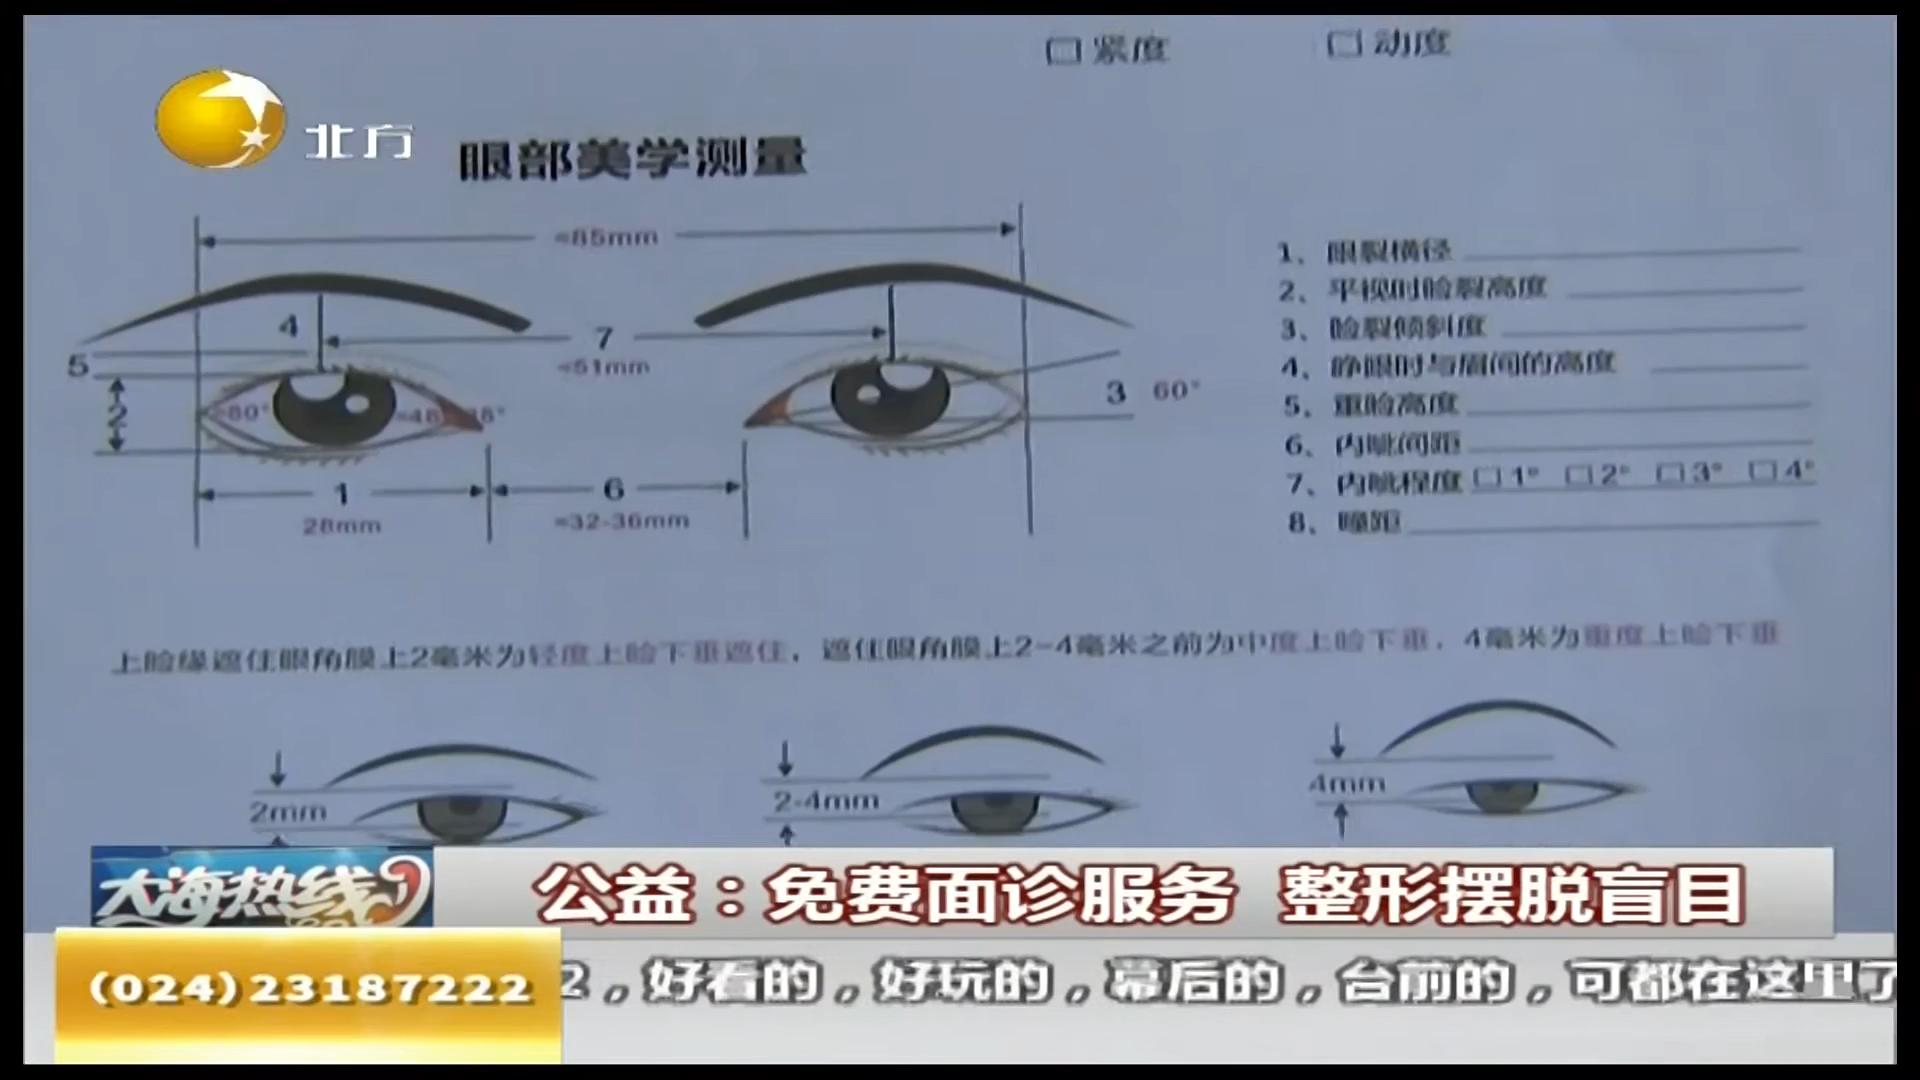 □ 紧度 □ 动度
北方
眼部美学测量
≈85mm
4
7
≈51mm
5
2
3 60°
1
28mm
6
≈32-36mm
1、眼裂横径
2、平视时睑裂高度
3、睑裂倾斜度
4、睁眼时与眉间的高度
5、重睑高度
6、内眦间距
7、内眦程度 □1° □2° □3° □4°
8、瞳距
上睑缘遮住眼角膜上2毫米为轻度上睑下垂遮住，遮住眼角膜上2-4毫米之前为中度上睑下垂，4毫米为重度上睑下垂
2mm
2-4mm
4mm
大海热线
公益：免费面诊服务 整形摆脱盲目
(024)23187222
2，好看的，好玩的，幕后的，台前的，可都在这里了